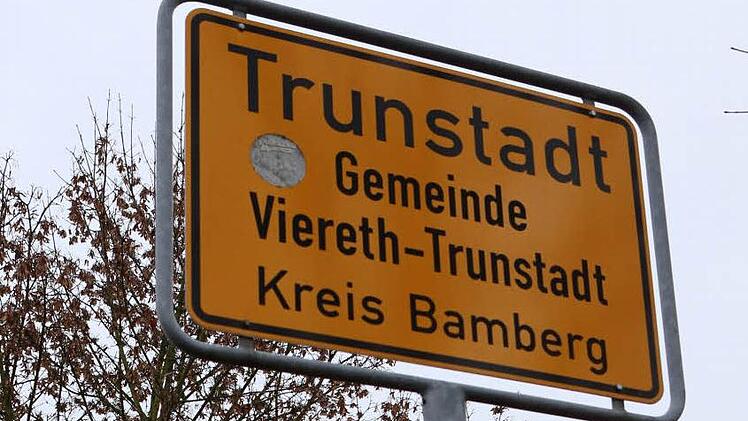 Trunstadt
Gemeinde
Viereth-Trunstadt
Kreis Bamberg